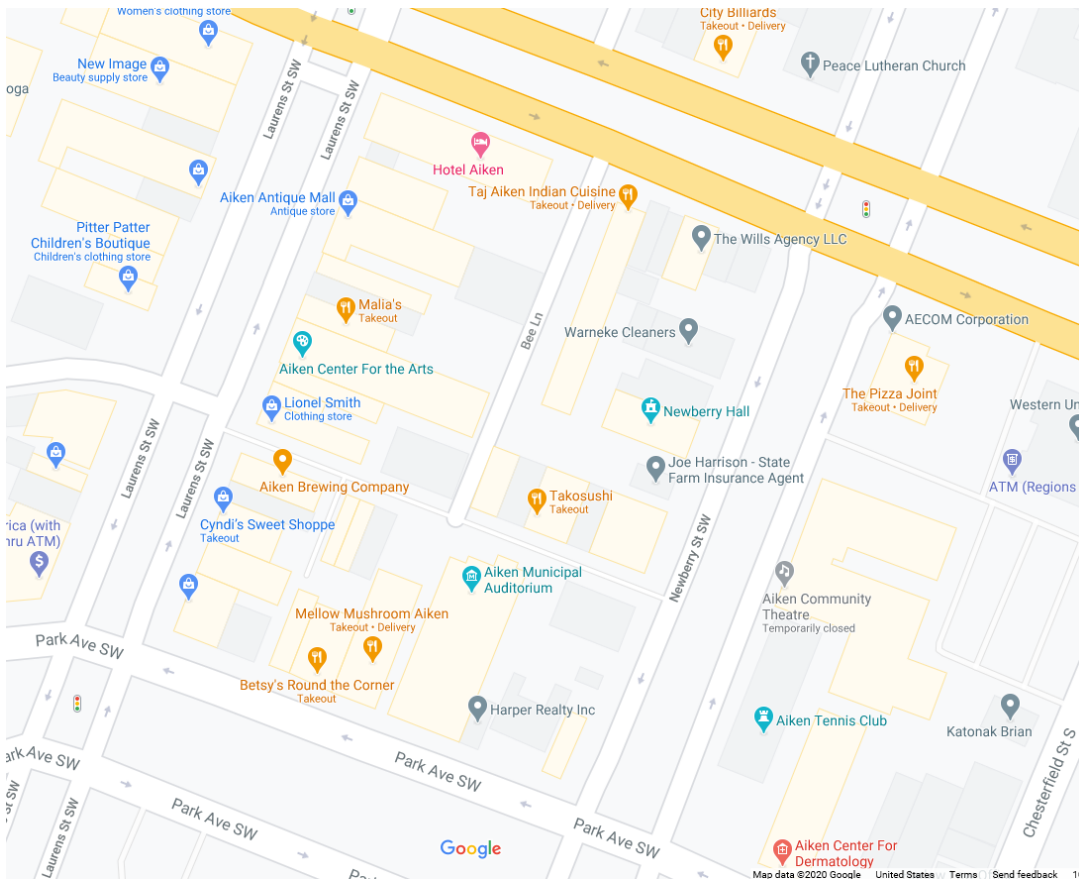 Women's clothing store
City Billiards
Takeout • Delivery
New Image
Beauty supply store
Peace Lutheran Church
oga
Laurens St SW
Laurens St SW
Hotel Aiken
Aiken Antique Mall
Antique store
Taj Aiken Indian Cuisine
Takeout • Delivery
Pitter Patter
Children's Boutique
Children's clothing store
The Wills Agency LLC
Malia's
Takeout
Bee Ln
Warneke Cleaners
AECOM Corporation
Aiken Center For the Arts
The Pizza Joint
Takeout • Delivery
Lionel Smith
Clothing store
Newberry Hall
Western Un
Laurens St SW
Laurens St SW
Joe Harrison - State
Farm Insurance Agent
Aiken Brewing Company
ATM (Regions
Takosushi
Takeout
Cyndi's Sweet Shoppe
Takeout
rica (with
hru ATM)
Newberry St SW
Aiken Municipal
Auditorium
Aiken Community
Theatre
Temporarily closed
Mellow Mushroom Aiken
Takeout • Delivery
Park Ave SW
Betsy's Round the Corner
Takeout
Harper Realty Inc
Aiken Tennis Club
Katonak Brian
Chesterfield St S
ark Ave SW
Park Ave SW
St SW
Laurens St SW
Park Ave SW
Park Ave SW
Google
Aiken Center For
Dermatology
Map data ©2020 Google United States Terms Send feedback